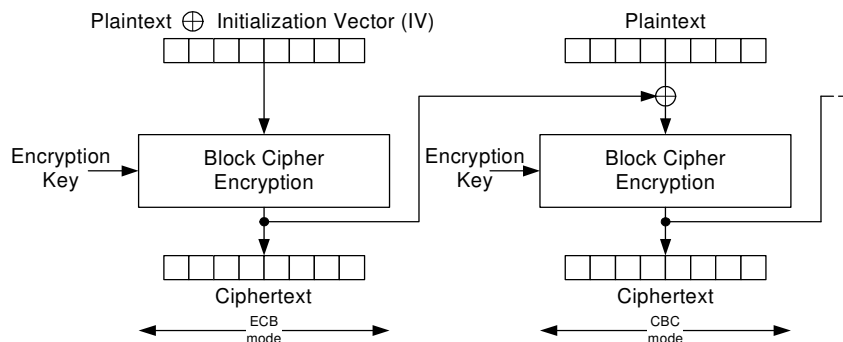 Plaintext ⊕ Initialization Vector (IV)
Plaintext
Encryption
Key
Block Cipher
Encryption
Encryption
Key
Block Cipher
Encryption
Ciphertext
Ciphertext
ECB
mode
CBC
mode